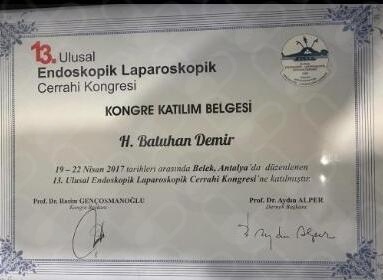 13. Ulusal
Endoskopik Laparoskopik
Cerrahi Kongresi
KONGRE KATILIM BELGESİ
H. Batuhan Demir
19 – 22 Nisan 2017 tarihleri arasında Belek, Antalya'da düzenlenen
13. Ulusal Endoskopik Laparoskopik Cerrahi Kongresi'ne katılmıştır.
Prof. Dr. Rasim GENÇOSMANOĞLU
Kongre Başkanı
Prof. Dr. Aydın ALPER
Dernek Başkanı